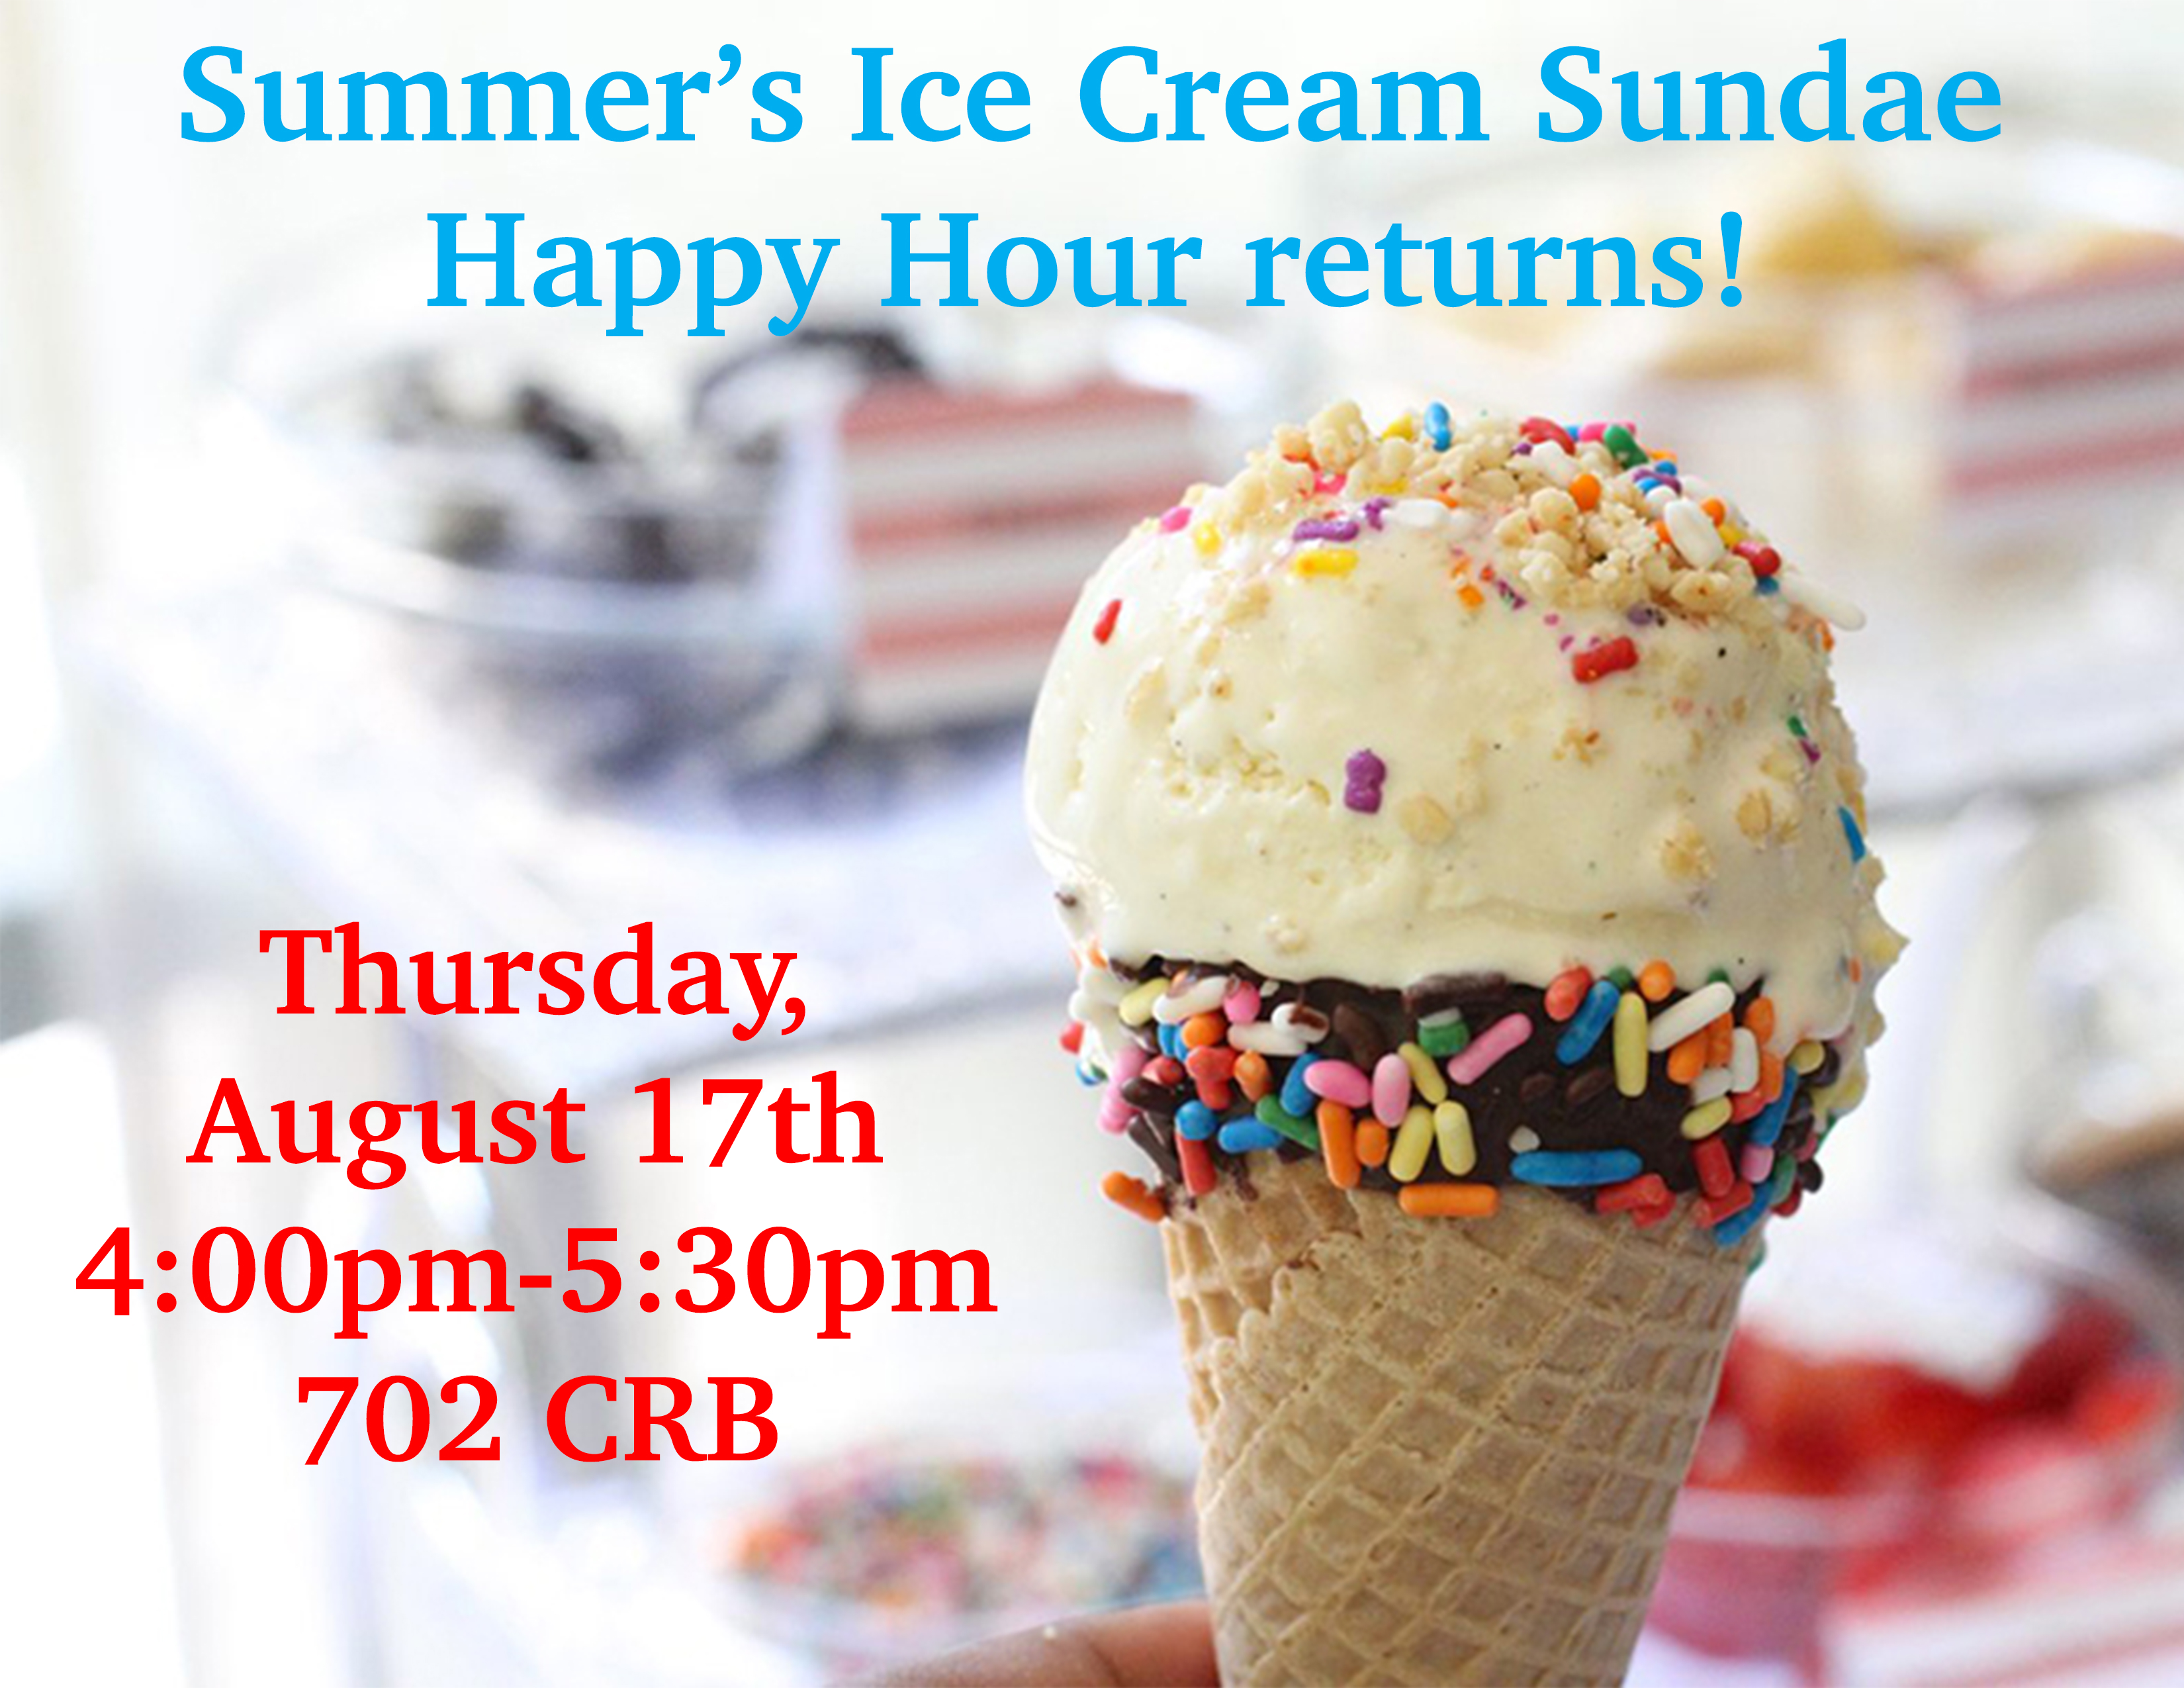 Summer’s Ice Cream Sundae
Happy Hour returns!
Thursday,
August 17th
4:00pm-5:30pm
702 CRB